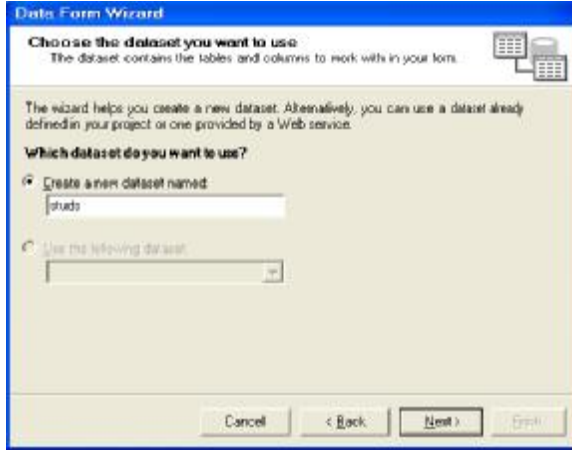 Data Form Wizard
Choose the dataset you want to use
The dataset contains the tables and columns to work with in your form.
The wizard helps you create a new dataset. Alternatively, you can use a dataset already
defined in your project or one provided by a Web service.
Which dataset do you want to use?
Create a new dataset named:
studs
Use the following dataset:
Cancel < Back Next > Finish